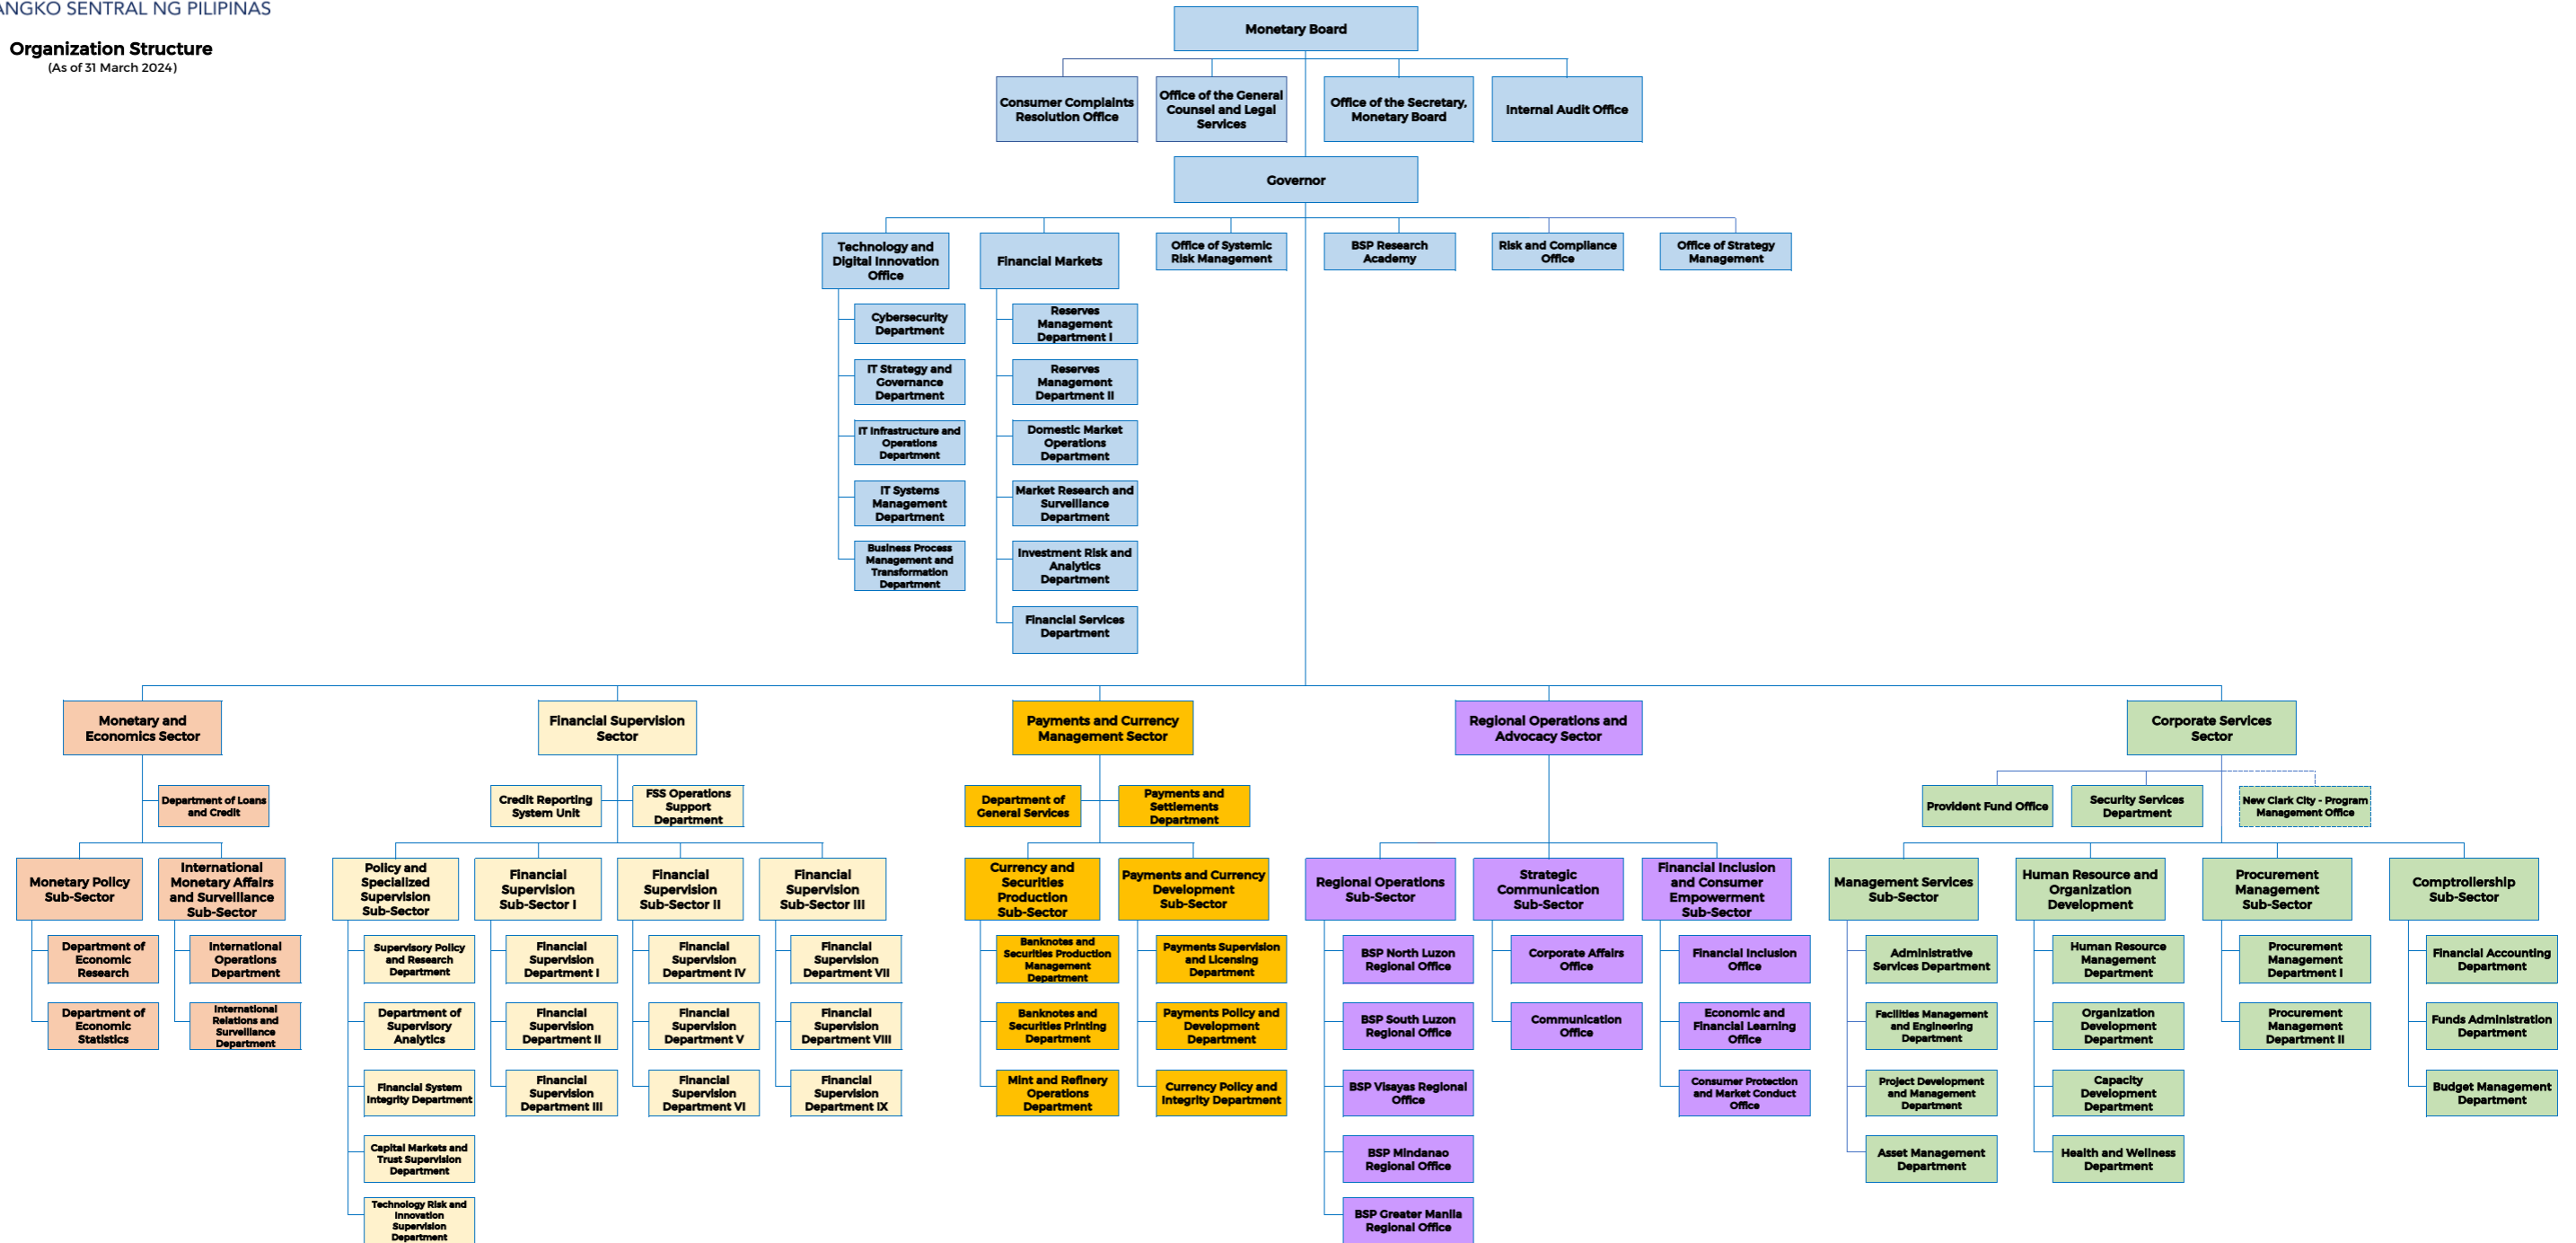 ANGKO SENTRAL NG PILIPINAS
Organization Structure
(As of 31 March 2024)
Monetary Board
Consumer Complaints
Resolution Office
Office of the General
Counsel and Legal
Services
Office of the Secretary,
Monetary Board
Internal Audit Office
Governor
Technology and
Digital Innovation
Office
Financial Markets
Office of Systemic
Risk Management
BSP Research
Academy
Risk and Compliance
Office
Office of Strategy
Management
Cybersecurity
Department
IT Strategy and
Governance
Department
IT Infrastructure and
Operations
Department
IT Systems
Management
Department
Business Process
Management and
Transformation
Department
Reserves
Management
Department I
Reserves
Management
Department II
Domestic Market
Operations
Department
Market Research and
Surveillance
Department
Investment Risk and
Analytics
Department
Financial Services
Department
Monetary and
Economics Sector
Department of Loans
and Credit
Monetary Policy
Sub-Sector
Department of
Economic
Research
Department of
Economic
Statistics
International
Monetary Affairs
and Surveillance
Sub-Sector
International
Operations
Department
International
Relations and
Surveillance
Department
Financial Supervision
Sector
Credit Reporting
System Unit
FSS Operations
Support
Department
Policy and
Specialized
Supervision
Sub-Sector
Supervisory Policy
and Research
Department
Department of
Supervisory
Analytics
Financial System
Integrity Department
Capital Markets and
Trust Supervision
Department
Technology Risk and
Innovation
Supervision
Department
Financial
Supervision
Sub-Sector I
Financial
Supervision
Department I
Financial
Supervision
Department II
Financial
Supervision
Department III
Financial
Supervision
Sub-Sector II
Financial
Supervision
Department IV
Financial
Supervision
Department V
Financial
Supervision
Department VI
Financial
Supervision
Sub-Sector III
Financial
Supervision
Department VII
Financial
Supervision
Department VIII
Financial
Supervision
Department IX
Payments and Currency
Management Sector
Department of
General Services
Payments and
Settlements
Department
Currency and
Securities
Production
Sub-Sector
Banknotes and
Securities Production
Management
Department
Banknotes and
Securities Printing
Department
Mint and Refinery
Operations
Department
Payments and Currency
Development
Sub-Sector
Payments Supervision
and Licensing
Department
Payments Policy and
Development
Department
Currency Policy and
Integrity Department
Regional Operations and
Advocacy Sector
Regional Operations
Sub-Sector
BSP North Luzon
Regional Office
BSP South Luzon
Regional Office
BSP Visayas Regional
Office
BSP Mindanao
Regional Office
BSP Greater Manila
Regional Office
Strategic
Communication
Sub-Sector
Corporate Affairs
Office
Communication
Office
Financial Inclusion
and Consumer
Empowerment
Sub-Sector
Financial Inclusion
Office
Economic and
Financial Learning
Office
Consumer Protection
and Market Conduct
Office
Corporate Services
Sector
Provident Fund Office
Security Services
Department
New Clark City - Program
Management Office
Management Services
Sub-Sector
Administrative
Services Department
Facilities Management
and Engineering
Department
Project Development
and Management
Department
Asset Management
Department
Human Resource and
Organization
Development
Human Resource
Management
Department
Organization
Development
Department
Capacity
Development
Department
Health and Wellness
Department
Procurement
Management
Sub-Sector
Procurement
Management
Department I
Procurement
Management
Department II
Comptrollership
Sub-Sector
Financial Accounting
Department
Funds Administration
Department
Budget Management
Department